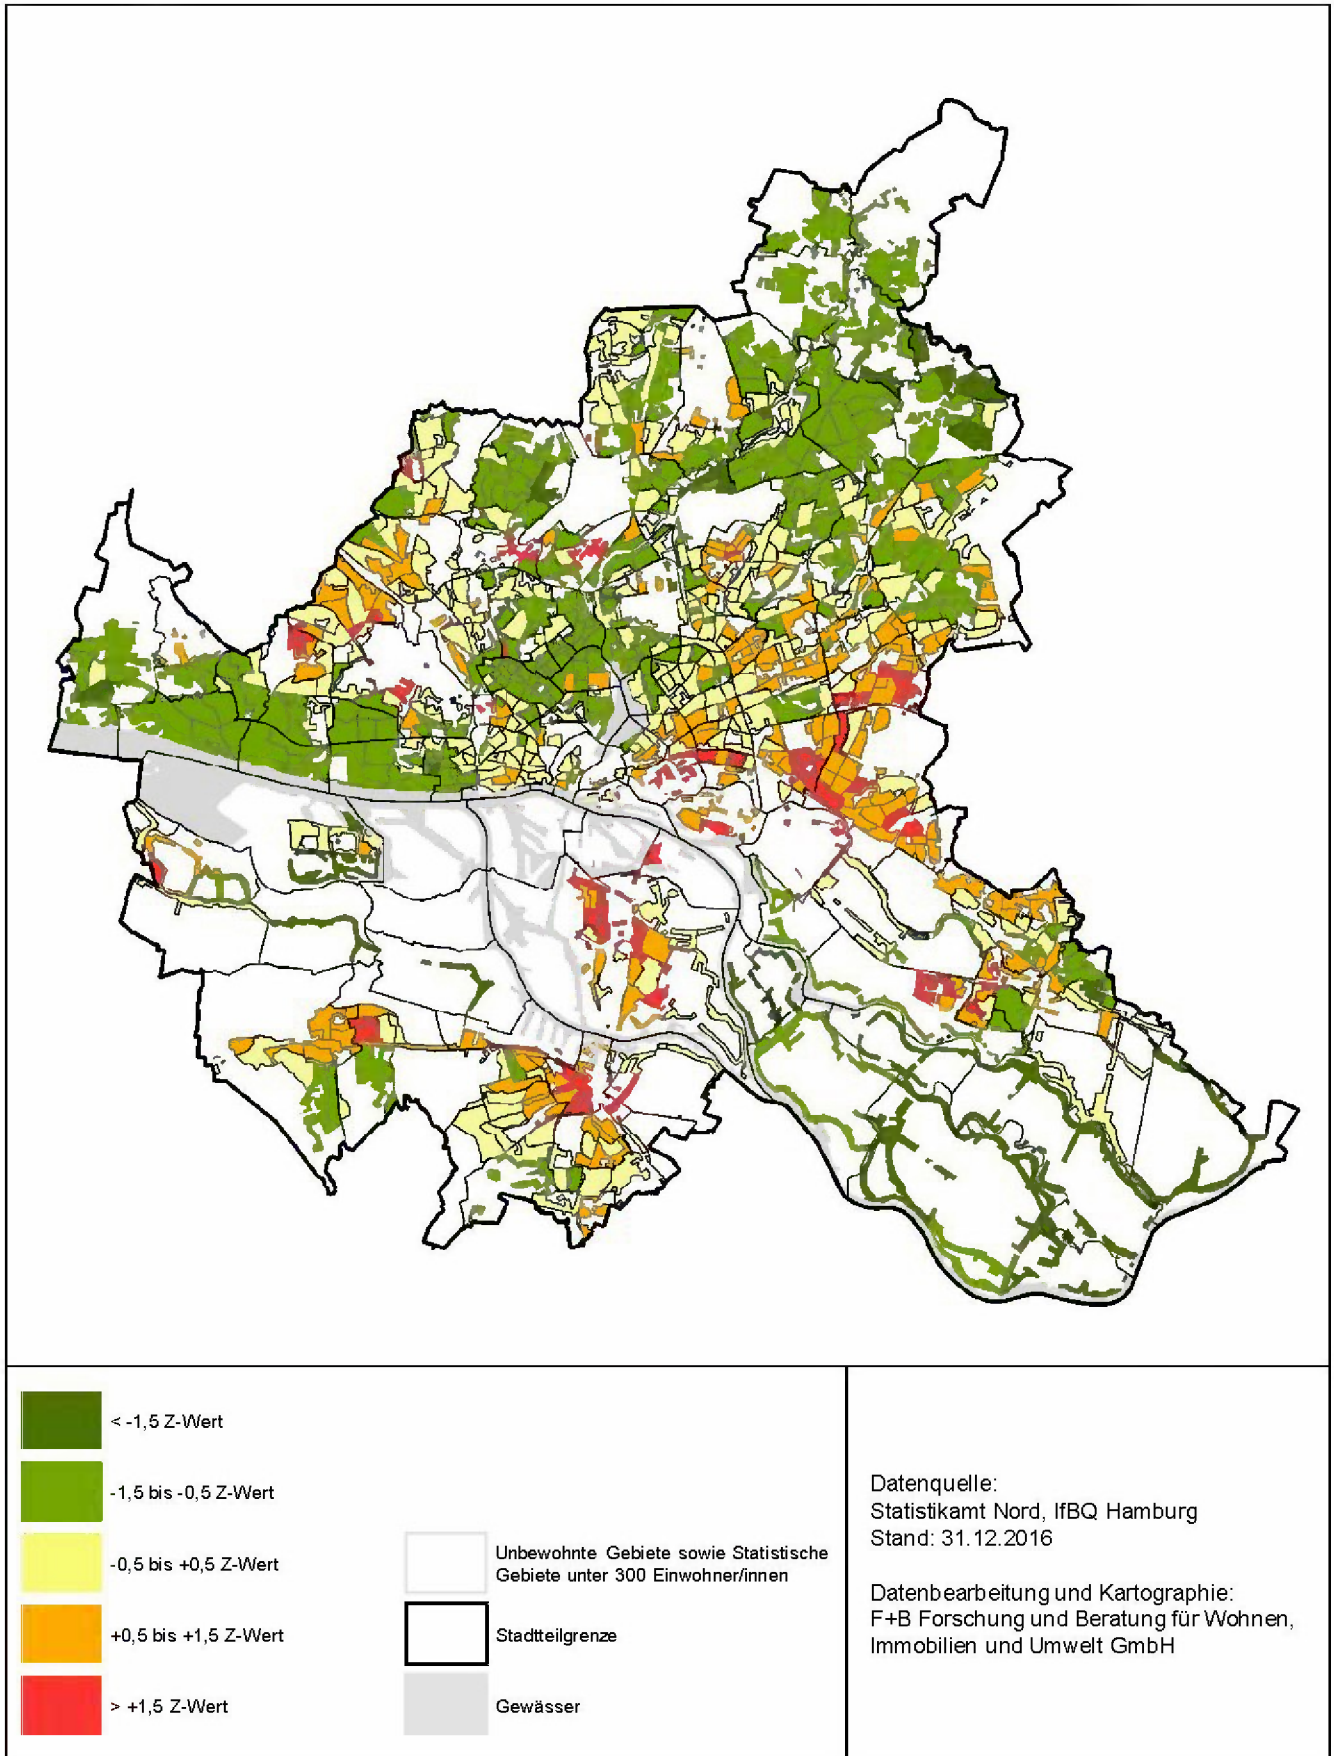 < -1,5 Z-Wert
-1,5 bis -0,5 Z-Wert
-0,5 bis +0,5 Z-Wert
+0,5 bis +1,5 Z-Wert
> +1,5 Z-Wert
Unbewohnte Gebiete sowie Statistische
Gebiete unter 300 Einwohner/innen
Stadtteilgrenze
Gewässer
Datenquelle:
Statistikamt Nord, IfBQ Hamburg
Stand: 31.12.2016
Datenbearbeitung und Kartographie:
F+B Forschung und Beratung für Wohnen,
Immobilien und Umwelt GmbH